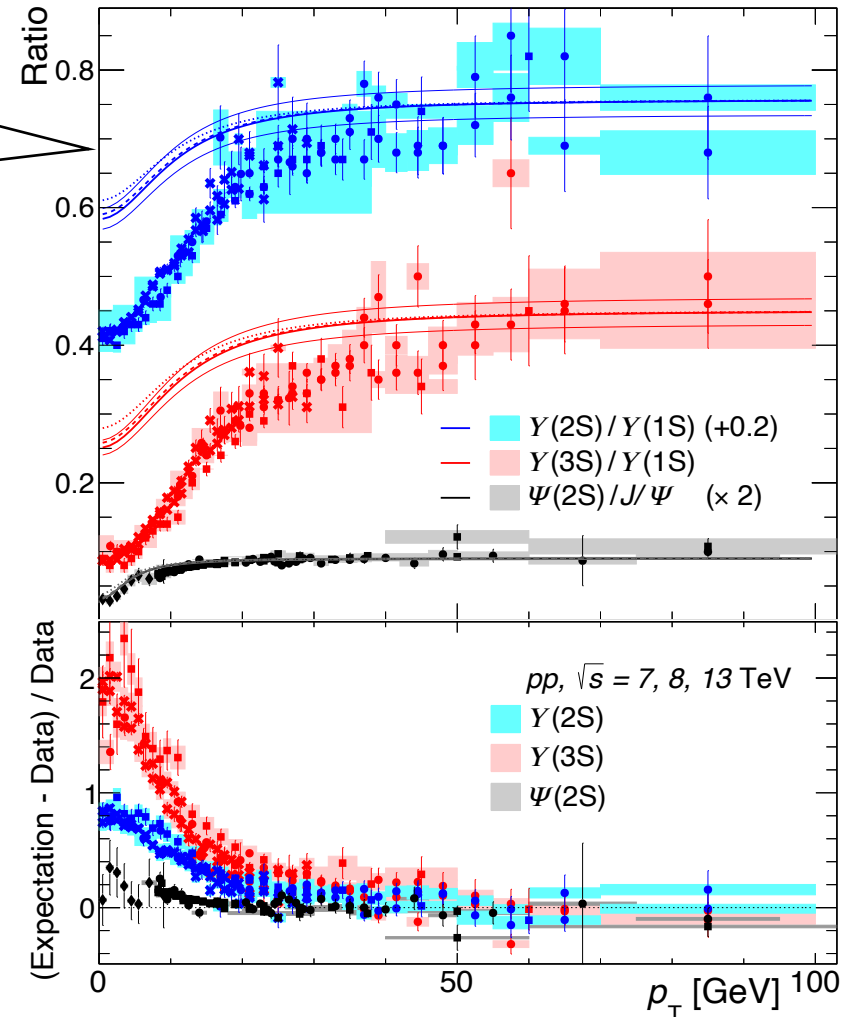 Ratio
0.8
0.6
0.4
0.2
ϒ(2S) / ϒ(1S) (+0.2)
ϒ(3S) / ϒ(1S)
Ψ(2S) / J/Ψ (× 2)
(Expectation - Data) / Data
2
1
0
pp, √s = 7, 8, 13 TeV
ϒ(2S)
ϒ(3S)
Ψ(2S)
0 50 100
p_T [GeV]